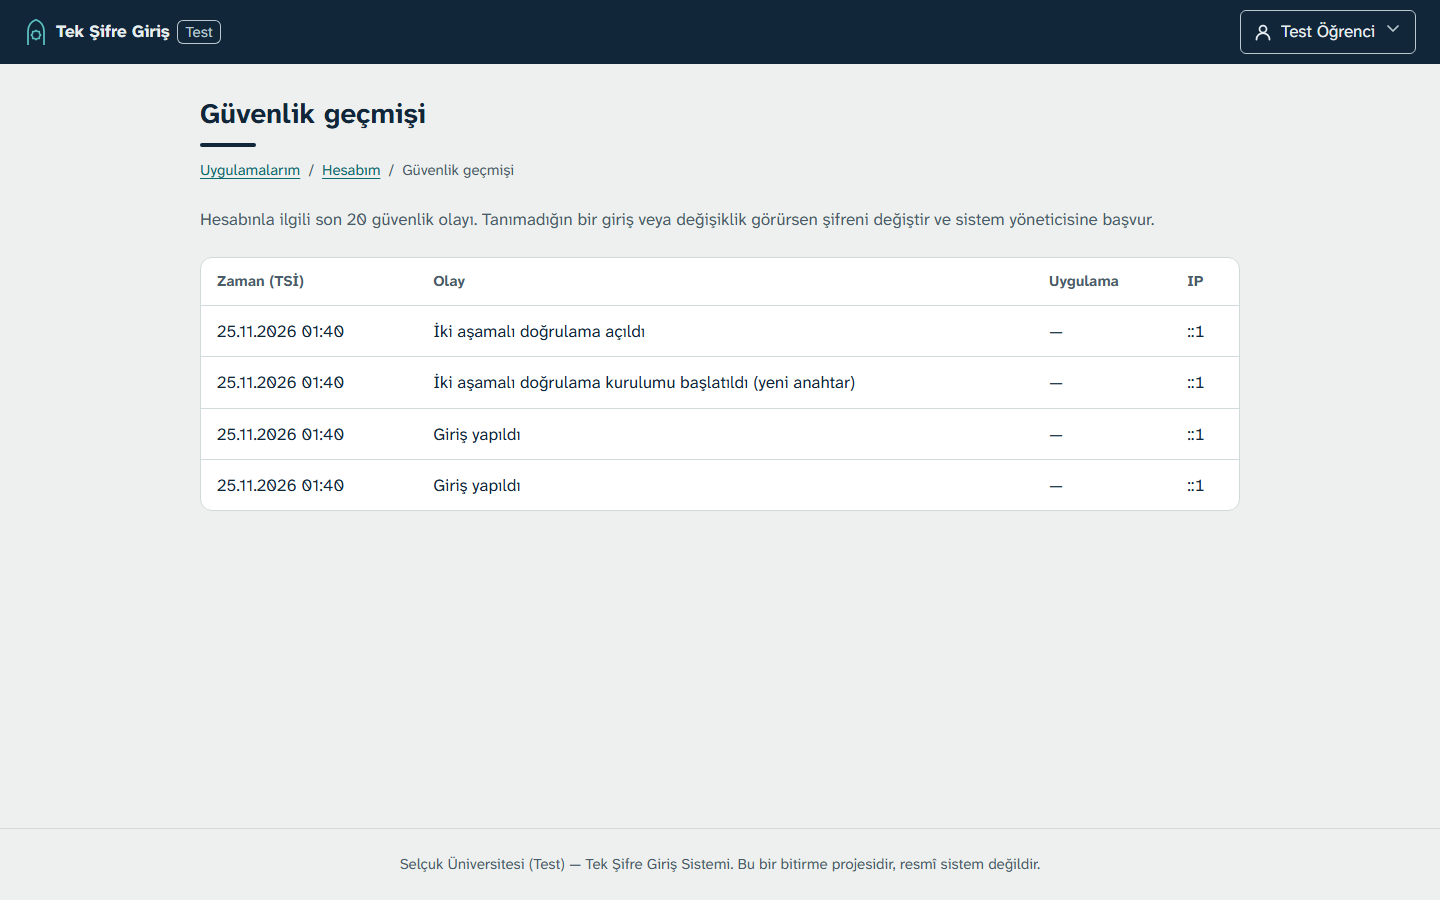 Tek Şifre Giriş Test
Test Öğrenci
Güvenlik geçmişi
Uygulamalarım / Hesabım / Güvenlik geçmişi
Hesabınla ilgili son 20 güvenlik olayı. Tanımadığın bir giriş veya değişiklik görürsen şifreni değiştir ve sistem yöneticisine başvur.
Zaman (TSİ) Olay Uygulama IP
25.11.2026 01:40 İki aşamalı doğrulama açıldı — ::1
25.11.2026 01:40 İki aşamalı doğrulama kurulumu başlatıldı (yeni anahtar) — ::1
25.11.2026 01:40 Giriş yapıldı — ::1
25.11.2026 01:40 Giriş yapıldı — ::1
Selçuk Üniversitesi (Test) — Tek Şifre Giriş Sistemi. Bu bir bitirme projesidir, resmî sistem değildir.